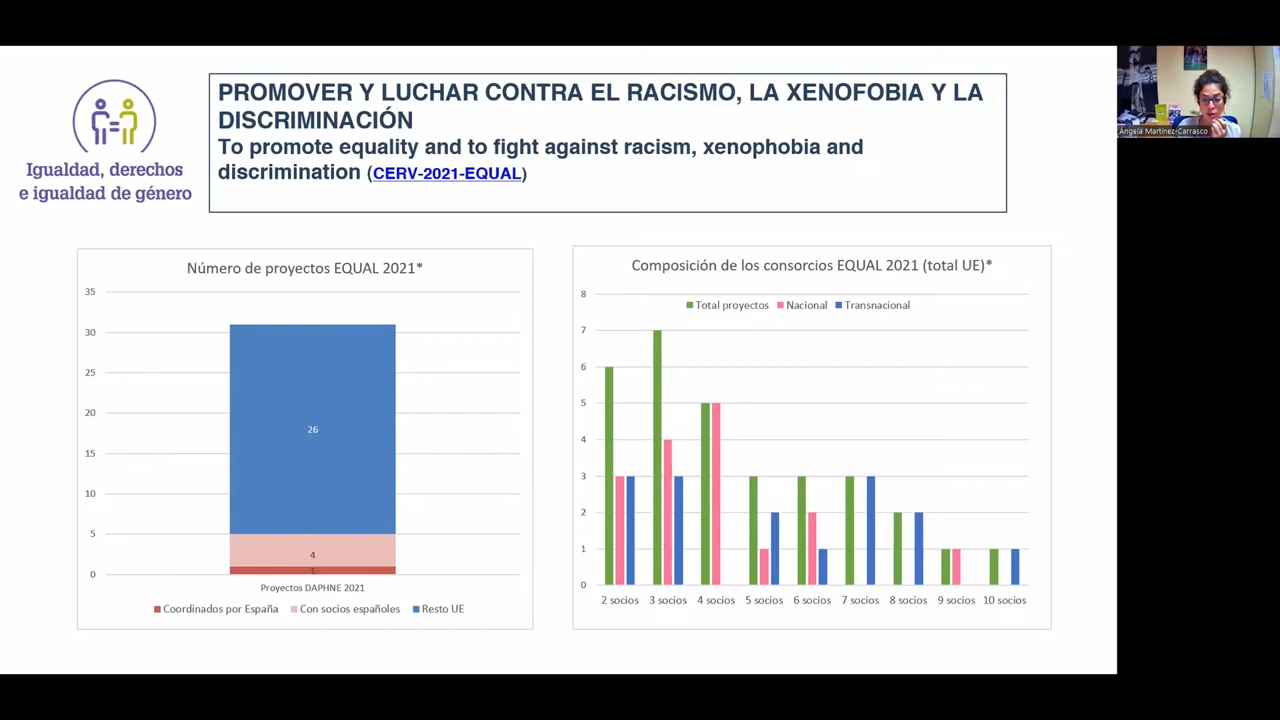 PROMOVER Y LUCHAR CONTRA EL RACISMO, LA XENOFOBIA Y LA
DISCRIMINACIÓN
To promote equality and to fight against racism, xenophobia and
discrimination (CERV-2021-EQUAL)
Igualdad, derechos
e igualdad de género
Angela Martínez-Carrasco
Número de proyectos EQUAL 2021*
35
30
25
20
15
10
5
0
26
4
1
Proyectos DAPHNE 2021
Coordinados por España Con socios españoles Resto UE
Composición de los consorcios EQUAL 2021 (total UE)*
Total proyectos Nacional Transnacional
8
7
6
5
4
3
2
1
0
2 socios 3 socios 4 socios 5 socios 6 socios 7 socios 8 socios 9 socios 10 socios